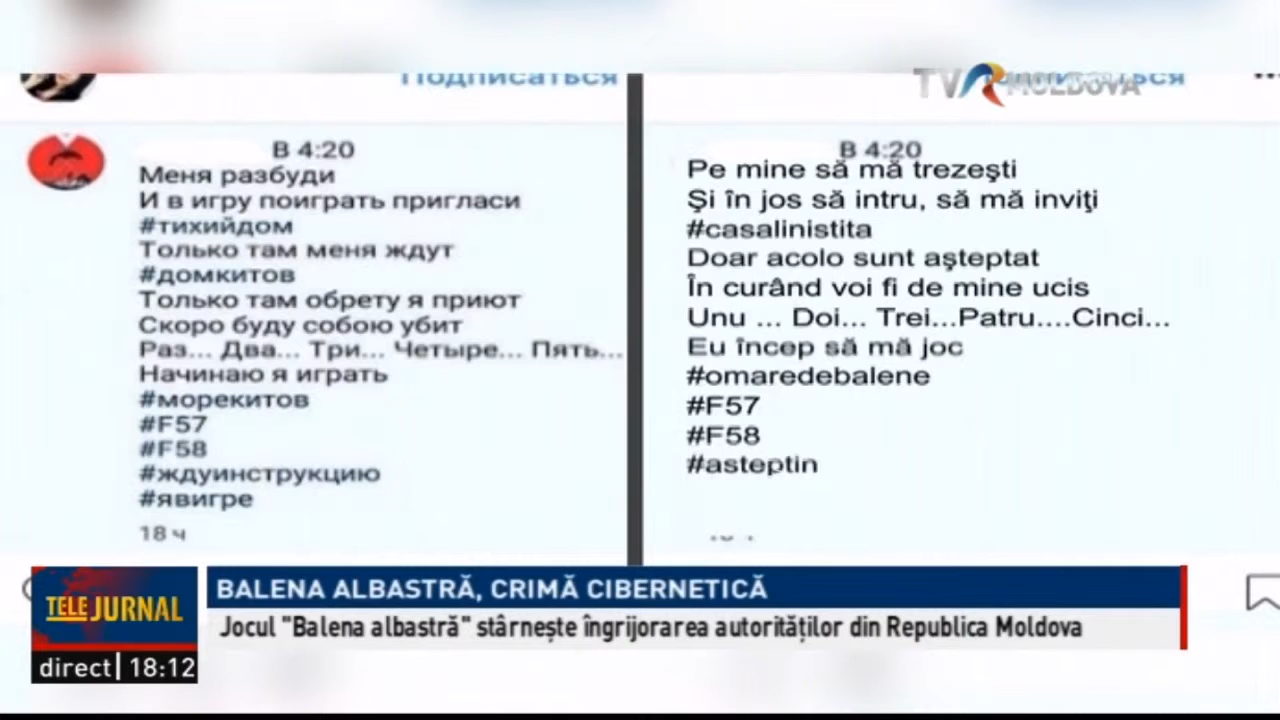 Подписаться
TVR MOLDOVA
В 4:20
Меня разбуди
И в игру поиграть пригласи
#тихийдом
Только там меня ждут
#домкитов
Только там обрету я приют
Скоро буду собою убит
Раз... Два... Три... Четыре... Пять...
Начинаю я играть
#морекитов
#F57
#F58
#ждуинструкцию
#явигре
18 ч
В 4:20
Pe mine să mă trezeşti
Şi în jos să intru, să mă inviţi
#casalinistita
Doar acolo sunt aşteptat
În curând voi fi de mine ucis
Unu ... Doi... Trei...Patru....Cinci...
Eu încep să mă joc
#omaredebalene
#F57
#F58
#asteptin
TELEJURNAL
direct| 18:12
BALENA ALBASTRĂ, CRIMĂ CIBERNETICĂ
Jocul "Balena albastră" stârnește îngrijorarea autorităților din Republica Moldova